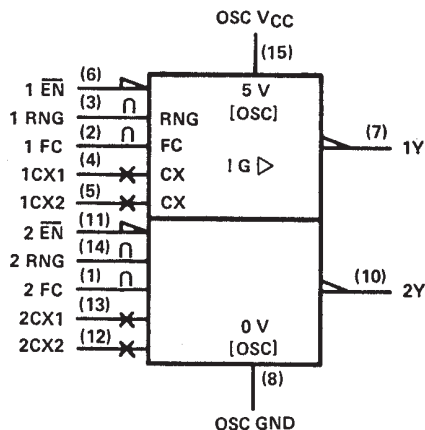 OSC VCC
(15)
1 EN (6)
1 RNG (3) ∩ RNG
1 FC (2) ∩ FC
1CX1 (4) CX
1CX2 (5) CX
5 V
[OSC]
!G ▷
(7) 1Y
2 EN (11)
2 RNG (14) ∩
2 FC (1) ∩
2CX1 (13)
2CX2 (12)
(10) 2Y
0 V
[OSC]
(8)
OSC GND